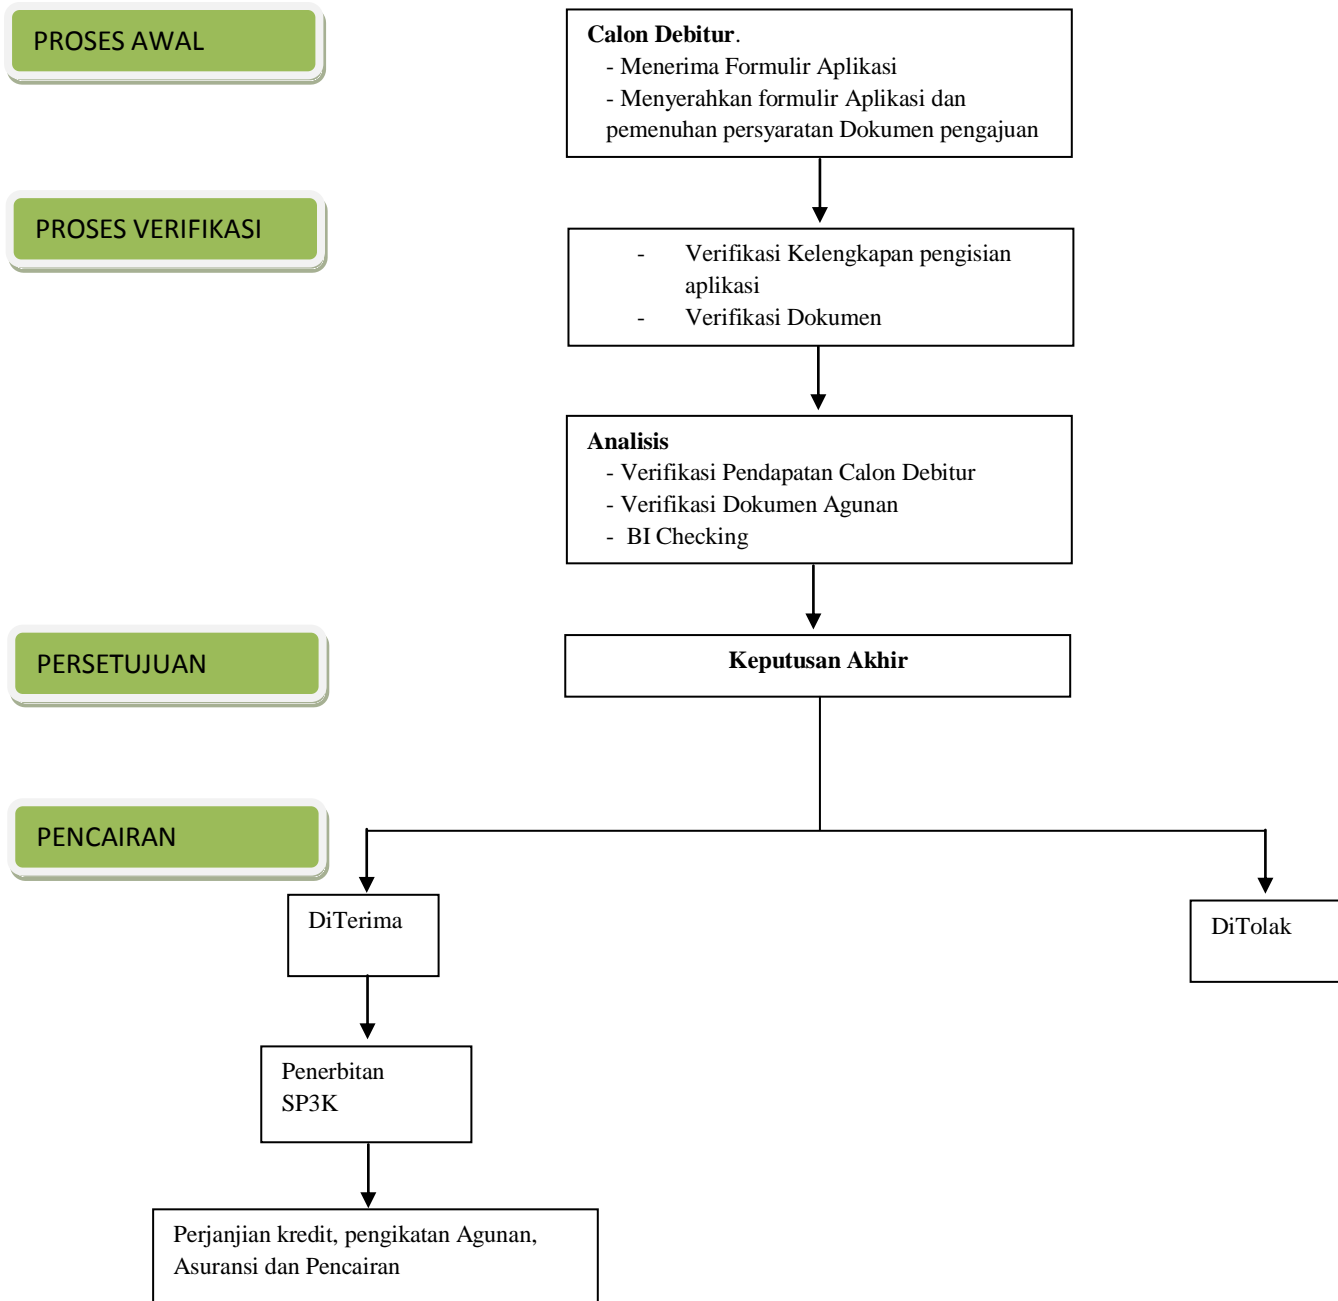 PROSES AWAL
Calon Debitur.
- Menerima Formulir Aplikasi
- Menyerahkan formulir Aplikasi dan
pemenuhan persyaratan Dokumen pengajuan
PROSES VERIFIKASI
- Verifikasi Kelengkapan pengisian
aplikasi
- Verifikasi Dokumen
Analisis
- Verifikasi Pendapatan Calon Debitur
- Verifikasi Dokumen Agunan
- BI Checking
PERSETUJUAN
Keputusan Akhir
PENCAIRAN
DiTerima
DiTolak
Penerbitan
SP3K
Perjanjian kredit, pengikatan Agunan,
Asuransi dan Pencairan